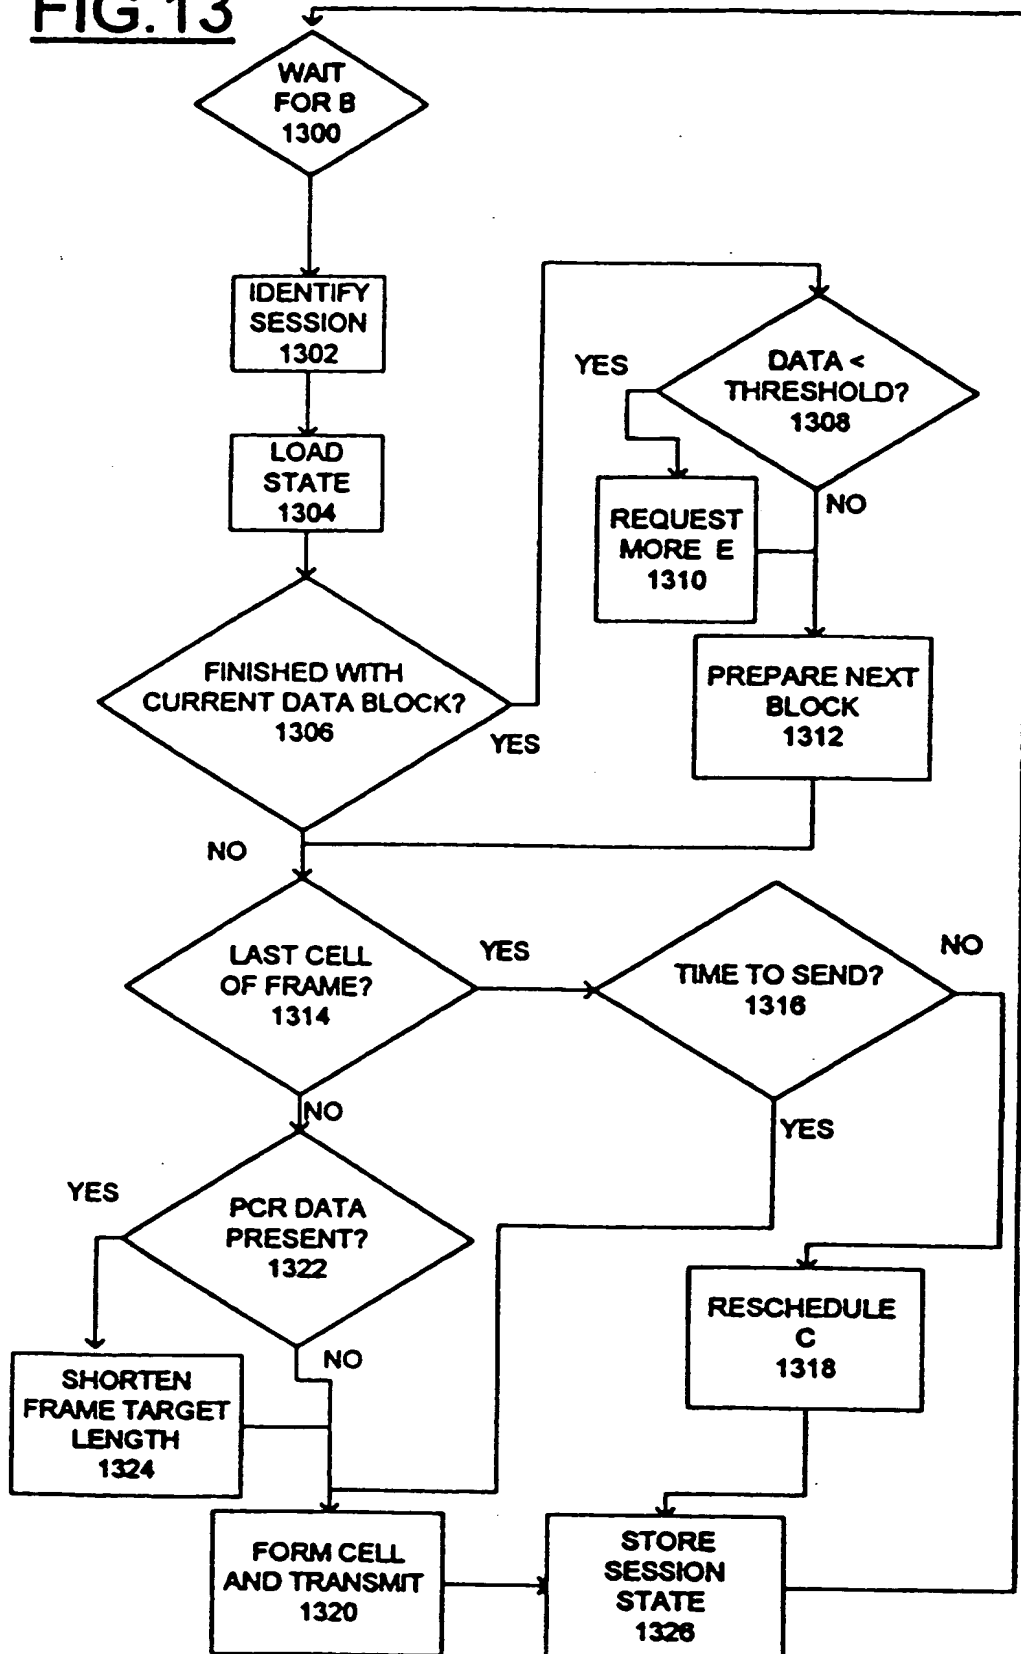 FIG.13
WAIT
FOR B
1300
IDENTIFY
SESSION
1302
LOAD
STATE
1304
FINISHED WITH
CURRENT DATA BLOCK?
1306
YES
NO
DATA <
THRESHOLD?
1308
YES
NO
REQUEST
MORE E
1310
PREPARE NEXT
BLOCK
1312
LAST CELL
OF FRAME?
1314
YES
NO
TIME TO SEND?
1316
NO
YES
RESCHEDULE
C
1318
PCR DATA
PRESENT?
1322
YES
NO
SHORTEN
FRAME TARGET
LENGTH
1324
FORM CELL
AND TRANSMIT
1320
STORE
SESSION
STATE
1326